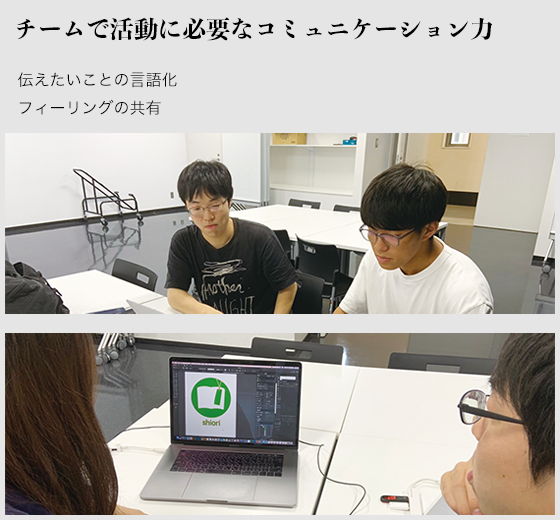 チームで活動に必要なコミュニケーション力
伝えたいことの言語化
フィーリングの共有
Mother
shiori